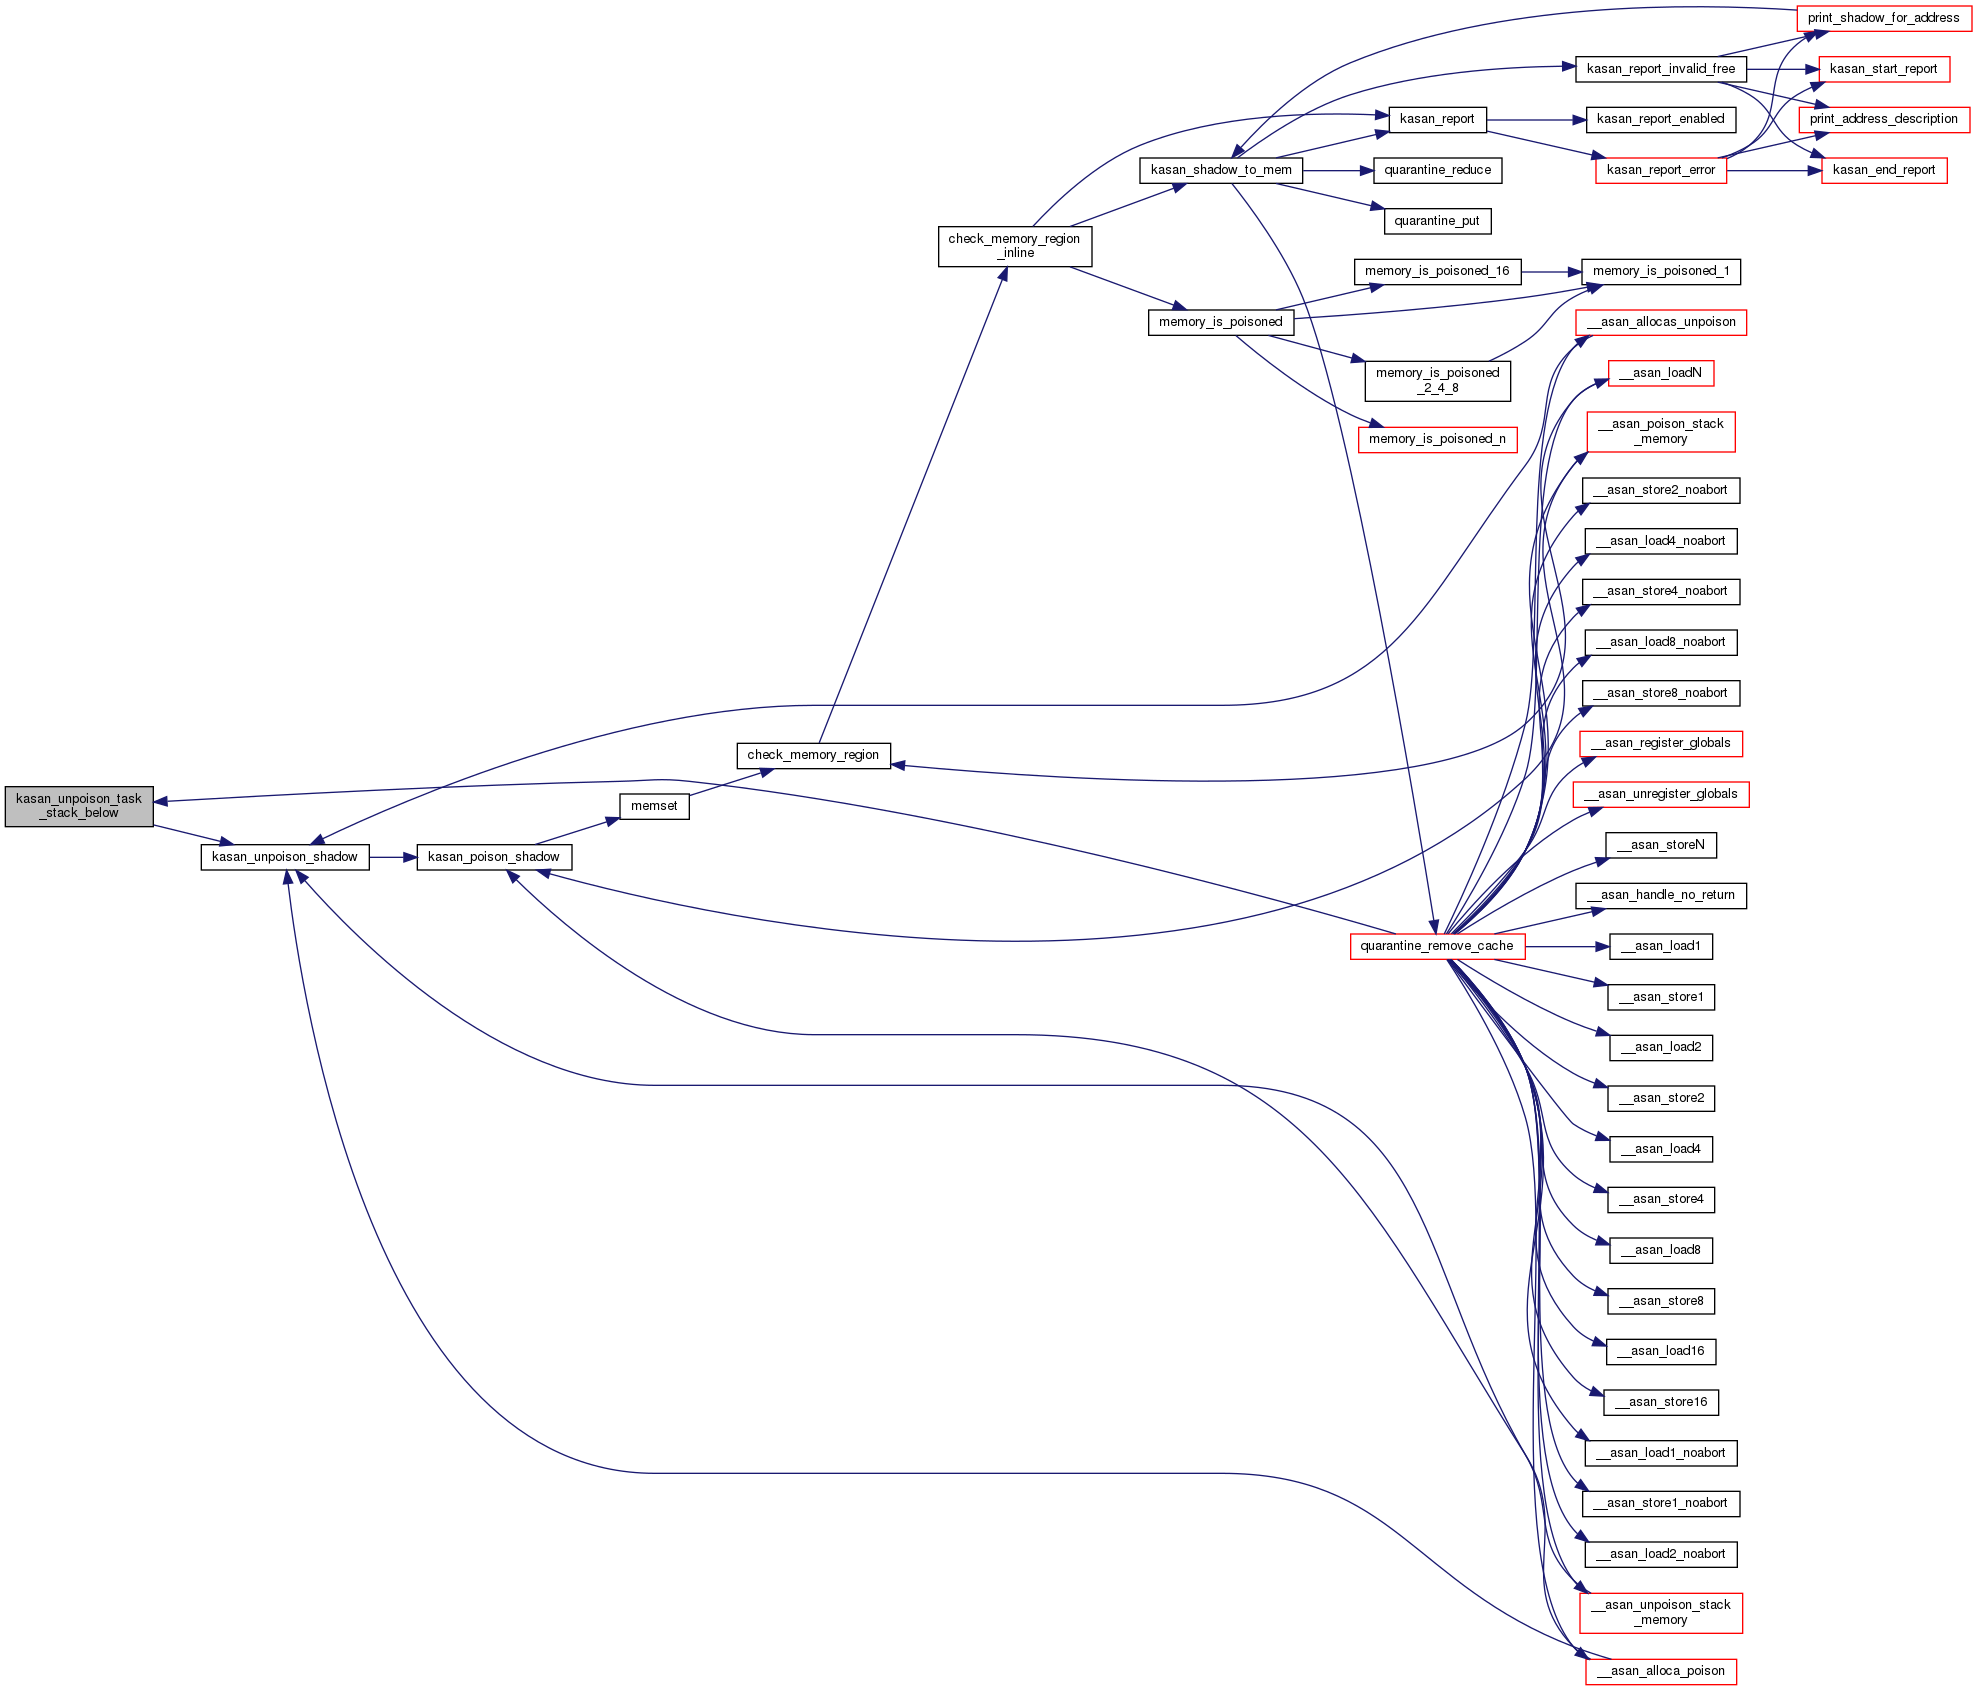 print_shadow_for_address
kasan_report_invalid_free
kasan_start_report
kasan_report
kasan_report_enabled
print_address_description
kasan_shadow_to_mem
quarantine_reduce
kasan_report_error
kasan_end_report
quarantine_put
check_memory_region
_inline
memory_is_poisoned_16
memory_is_poisoned_1
memory_is_poisoned
__asan_allocas_unpoison
memory_is_poisoned
_2_4_8
__asan_loadN
memory_is_poisoned_n
__asan_poison_stack
_memory
__asan_store2_noabort
__asan_load4_noabort
__asan_store4_noabort
__asan_load8_noabort
__asan_store8_noabort
__asan_register_globals
check_memory_region
__asan_unregister_globals
kasan_unpoison_task
_stack_below
memset
__asan_storeN
kasan_unpoison_shadow
kasan_poison_shadow
__asan_handle_no_return
quarantine_remove_cache
__asan_load1
__asan_store1
__asan_load2
__asan_store2
__asan_load4
__asan_store4
__asan_load8
__asan_store8
__asan_load16
__asan_store16
__asan_load1_noabort
__asan_store1_noabort
__asan_load2_noabort
__asan_unpoison_stack
_memory
__asan_alloca_poison